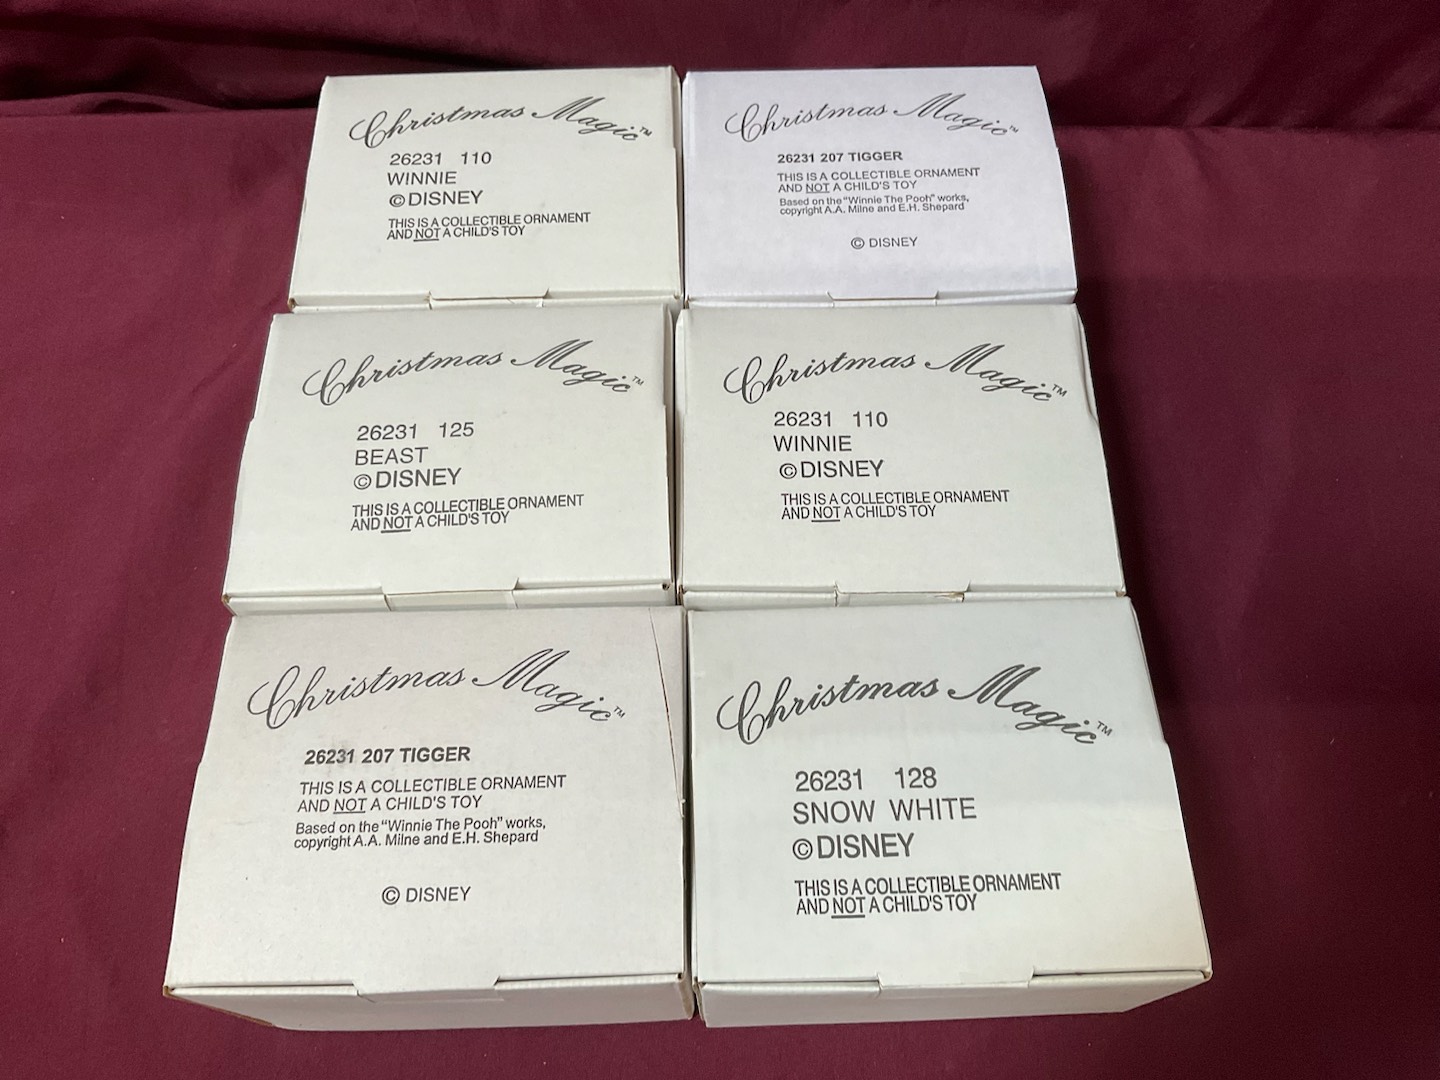 Christmas Magic™
26231 110
WINNIE
©DISNEY
THIS IS A COLLECTIBLE ORNAMENT
AND NOT A CHILD'S TOY
Christmas Magic™
26231 207 TIGGER
THIS IS A COLLECTIBLE ORNAMENT
AND NOT A CHILD'S TOY
Based on the "Winnie The Pooh" works,
copyright A.A. Milne and E.H. Shepard
© DISNEY
Christmas Magic™
26231 125
BEAST
©DISNEY
THIS IS A COLLECTIBLE ORNAMENT
AND NOT A CHILD'S TOY
Christmas Magic™
26231 110
WINNIE
©DISNEY
THIS IS A COLLECTIBLE ORNAMENT
AND NOT A CHILD'S TOY
Christmas Magic™
26231 207 TIGGER
THIS IS A COLLECTIBLE ORNAMENT
AND NOT A CHILD'S TOY
Based on the "Winnie The Pooh" works,
copyright A.A. Milne and E.H. Shepard
© DISNEY
Christmas Magic™
26231 128
SNOW WHITE
©DISNEY
THIS IS A COLLECTIBLE ORNAMENT
AND NOT A CHILD'S TOY